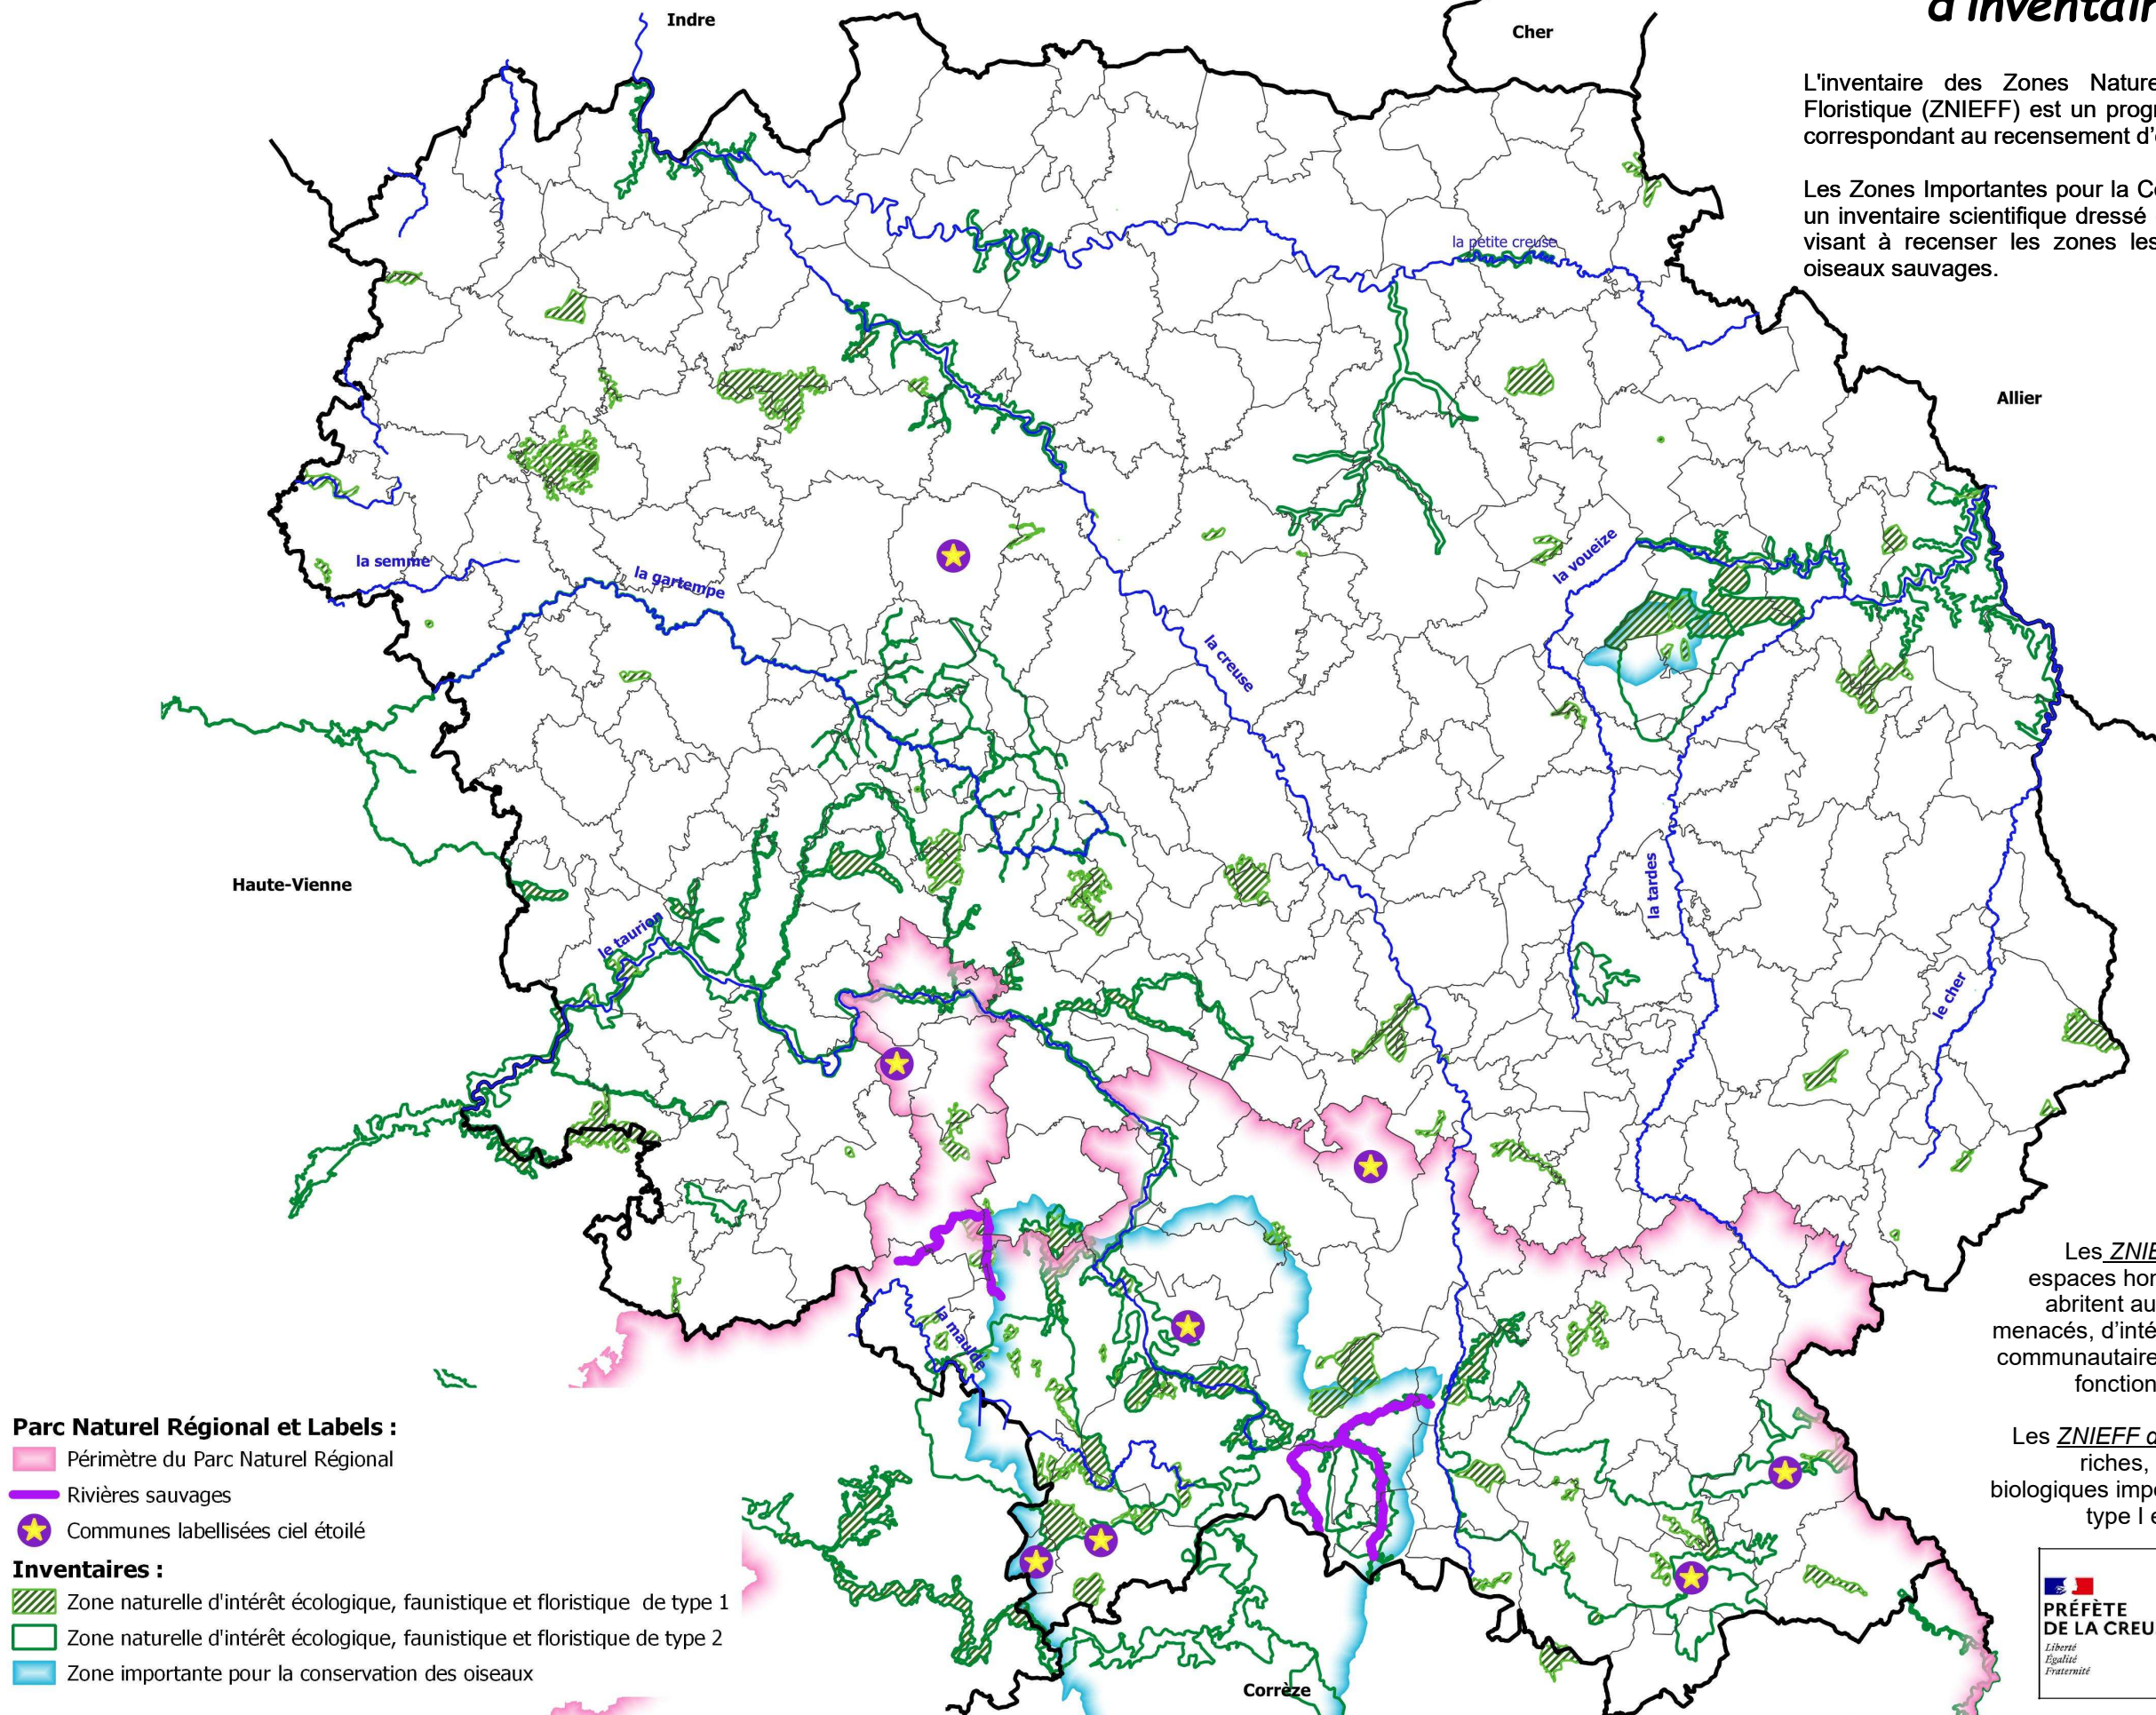 d'inventair
Indre
Cher
L'inventaire des Zones Nature
Floristique (ZNIEFF) est un progr
correspondant au recensement d'
Les Zones Importantes pour la C
un inventaire scientifique dressé
visant à recenser les zones les
oiseaux sauvages.
la petite creuse
Allier
la voueize
la semme
la gartempe
la creuse
Haute-Vienne
la tardes
le taurion
le cher
la maulde
Les ZNIE
espaces hor
abritent au
menacés, d'inté
communautaire
fonction
Les ZNIEFF d
riches,
biologiques imp
type I e
Parc Naturel Régional et Labels :
Périmètre du Parc Naturel Régional
Rivières sauvages
Communes labellisées ciel étoilé
Inventaires :
Zone naturelle d'intérêt écologique, faunistique et floristique de type 1
Zone naturelle d'intérêt écologique, faunistique et floristique de type 2
Zone importante pour la conservation des oiseaux
Corrèze
PRÉFÈTE
DE LA CREU
Liberté
Égalité
Fraternité